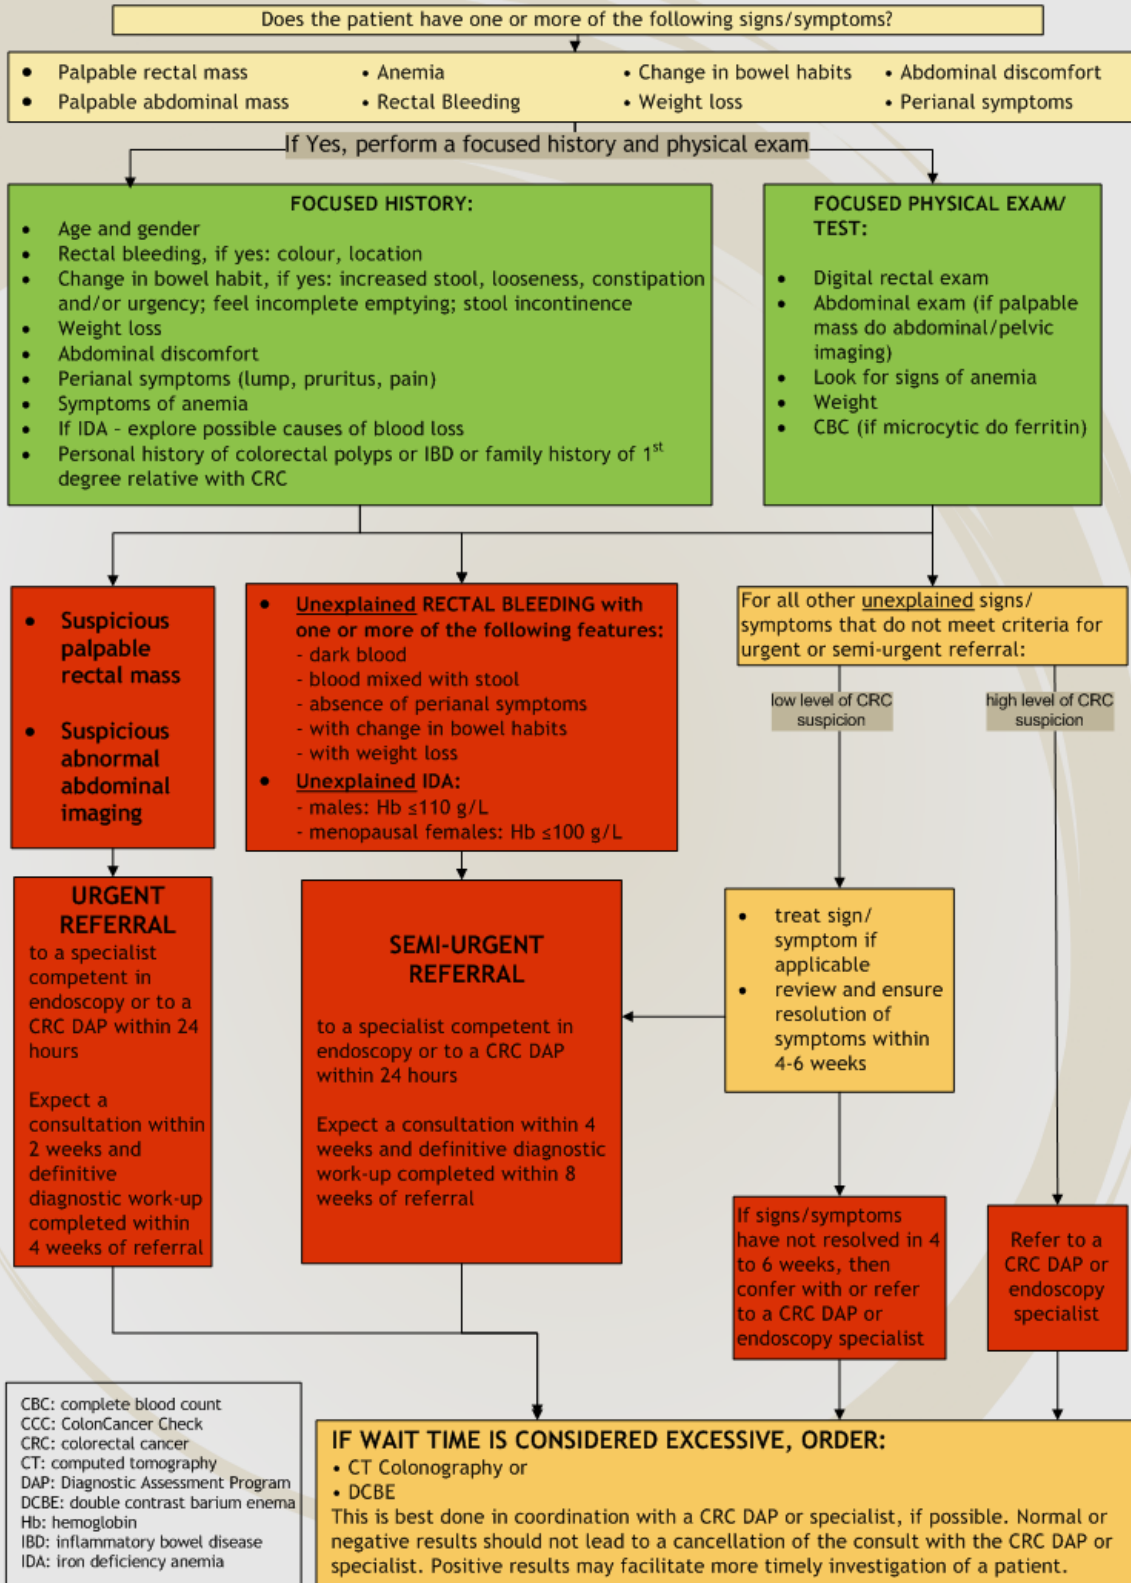 Does the patient have one or more of the following signs/symptoms?
• Palpable rectal mass • Anemia • Change in bowel habits • Abdominal discomfort
• Palpable abdominal mass • Rectal Bleeding • Weight loss • Perianal symptoms
If Yes, perform a focused history and physical exam
FOCUSED HISTORY:
• Age and gender
• Rectal bleeding, if yes: colour, location
• Change in bowel habit, if yes: increased stool, looseness, constipation
and/or urgency; feel incomplete emptying; stool incontinence
• Weight loss
• Abdominal discomfort
• Perianal symptoms (lump, pruritus, pain)
• Symptoms of anemia
• If IDA – explore possible causes of blood loss
• Personal history of colorectal polyps or IBD or family history of 1st
degree relative with CRC
FOCUSED PHYSICAL EXAM/
TEST:
• Digital rectal exam
• Abdominal exam (if palpable
mass do abdominal/pelvic
imaging)
• Look for signs of anemia
• Weight
• CBC (if microcytic do ferritin)
• Suspicious
palpable
rectal mass
• Suspicious
abnormal
abdominal
imaging
• Unexplained RECTAL BLEEDING with
one or more of the following features:
- dark blood
- blood mixed with stool
- absence of perianal symptoms
- with change in bowel habits
- with weight loss
• Unexplained IDA:
- males: Hb ≤110 g/L
- menopausal females: Hb ≤100 g/L
For all other unexplained signs/
symptoms that do not meet criteria for
urgent or semi-urgent referral:
low level of CRC
suspicion
high level of CRC
suspicion
URGENT
REFERRAL
to a specialist
competent in
endoscopy or to a
CRC DAP within 24
hours
Expect a
consultation within
2 weeks and
definitive
diagnostic work-up
completed within
4 weeks of referral
SEMI-URGENT
REFERRAL
to a specialist competent in
endoscopy or to a CRC DAP
within 24 hours
Expect a consultation within 4
weeks and definitive diagnostic
work-up completed within 8
weeks of referral
• treat sign/
symptom if
applicable
• review and ensure
resolution of
symptoms within
4-6 weeks
If signs/symptoms
have not resolved in 4
to 6 weeks, then
confer with or refer
to a CRC DAP or
endoscopy specialist
Refer to a
CRC DAP or
endoscopy
specialist
CBC: complete blood count
CCC: ColonCancer Check
CRC: colorectal cancer
CT: computed tomography
DAP: Diagnostic Assessment Program
DCBE: double contrast barium enema
Hb: hemoglobin
IBD: inflammatory bowel disease
IDA: iron deficiency anemia
IF WAIT TIME IS CONSIDERED EXCESSIVE, ORDER:
• CT Colonography or
• DCBE
This is best done in coordination with a CRC DAP or specialist, if possible. Normal or
negative results should not lead to a cancellation of the consult with the CRC DAP or
specialist. Positive results may facilitate more timely investigation of a patient.